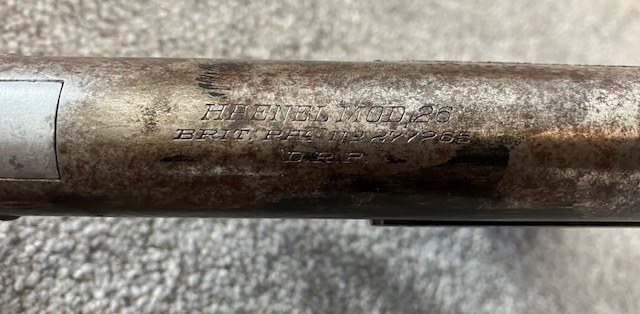 HAENEL MOD. 26
BRIT. PAT. NO 277265
D.R.P.